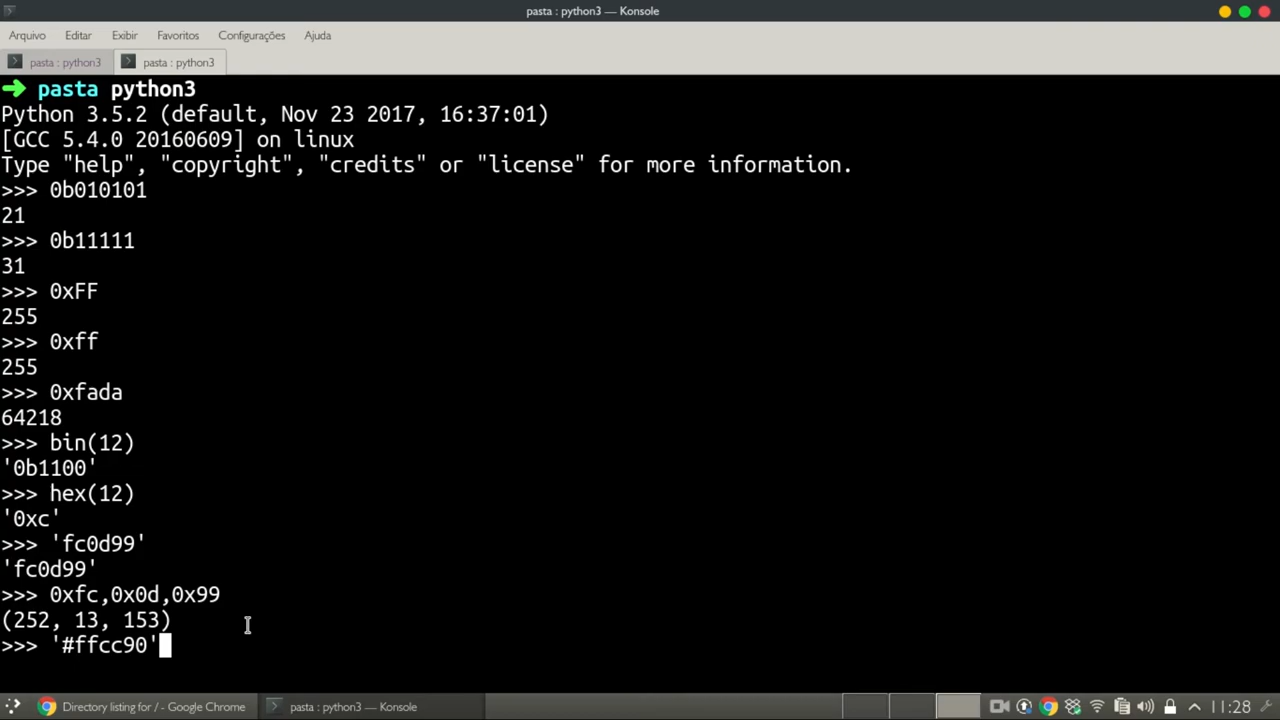 pasta : python3 — Konsole
Arquivo Editar Exibir Favoritos Configurações Ajuda
pasta : python3 pasta : python3
➜ pasta python3
Python 3.5.2 (default, Nov 23 2017, 16:37:01)
[GCC 5.4.0 20160609] on linux
Type "help", "copyright", "credits" or "license" for more information.
>>> 0b010101
21
>>> 0b11111
31
>>> 0xFF
255
>>> 0xff
255
>>> 0xfada
64218
>>> bin(12)
'0b1100'
>>> hex(12)
'0xc'
>>> 'fc0d99'
'fc0d99'
>>> 0xfc,0x0d,0x99
(252, 13, 153)
>>> '#ffcc90'
Directory listing for / - Google Chrome pasta : python3 — Konsole 11:28